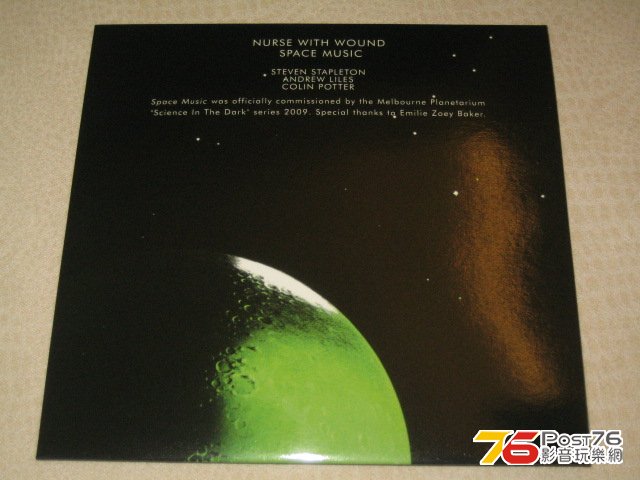 NURSE WITH WOUND
SPACE MUSIC
STEVEN STAPLETON
ANDREW LILES
COLIN POTTER
Space Music was officially commissioned by the Melbourne Planetarium
"Science In The Dark" series 2009. Special thanks to Emilie Zoey Baker.
76 Post76
影音玩樂網